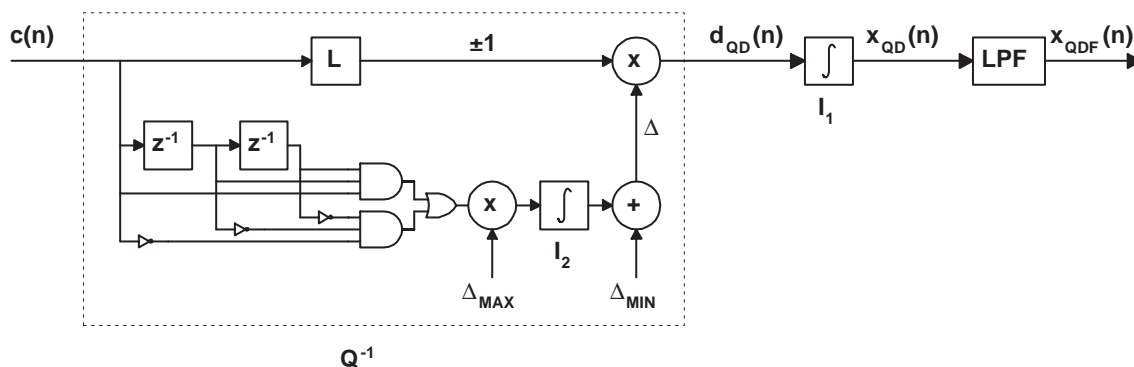 c(n)
L
±1
x
d_QD(n)
∫
I_1
x_QD(n)
LPF
x_QDF(n)
Δ
z^-1
z^-1
x
∫
I_2
+
Δ_MAX
Δ_MIN
Q^-1